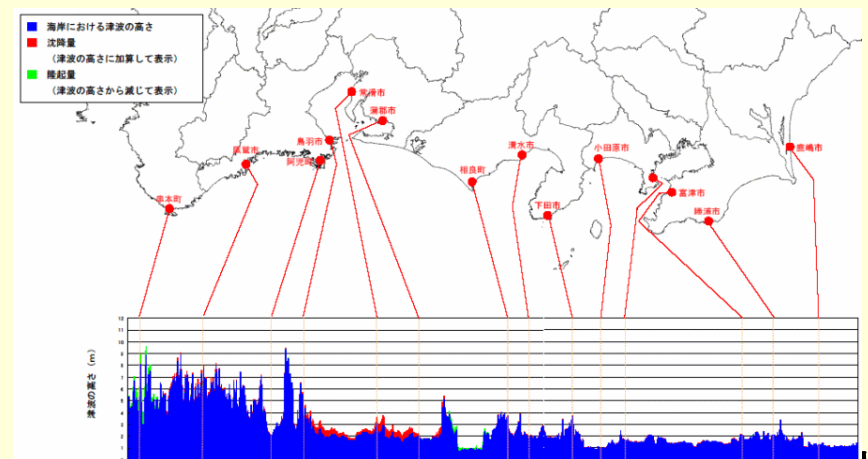 海岸における津波の高さ
沈降量
（津波の高さに加算して表示）
隆起量
（津波の高さから減じて表示）
常滑市
蒲郡市
鳥羽市
尾鷲市
阿児町
串本町
相良町
清水市
下田市
小田原市
富津市
勝浦市
鹿嶋市
津波の高さ（m）
12
11
10
9
8
7
6
5
4
3
2
1
0